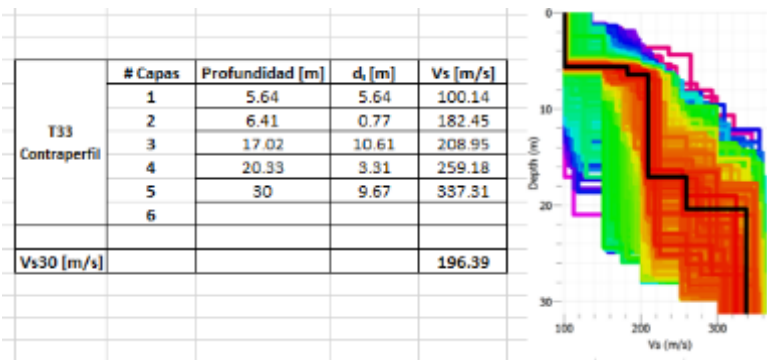 # Capas Profundidad [m] dᵢ [m] Vs [m/s]
T33 Contraperfil
1 5.64 5.64 100.14
2 6.41 0.77 182.45
3 17.02 10.61 208.95
4 20.33 3.31 259.18
5 30 9.67 337.31
6
Vs30 [m/s] 196.39
0
10
20
30
Depth (m)
100 200 300
Vs (m/s)